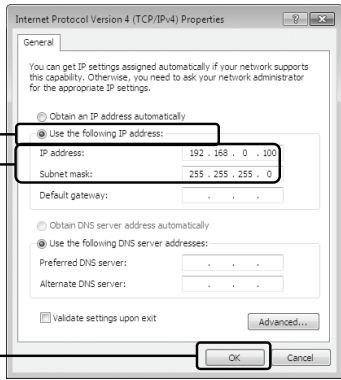 Internet Protocol Version 4 (TCP/IPv4) Properties
General
You can get IP settings assigned automatically if your network supports
this capability. Otherwise, you need to ask your network administrator
for the appropriate IP settings.
Obtain an IP address automatically
Use the following IP address:
IP address: 192 . 168 . 0 . 100
Subnet mask: 255 . 255 . 255 . 0
Default gateway: . . .
Obtain DNS server address automatically
Use the following DNS server addresses:
Preferred DNS server: . . .
Alternate DNS server: . . .
Validate settings upon exit
Advanced...
OK Cancel